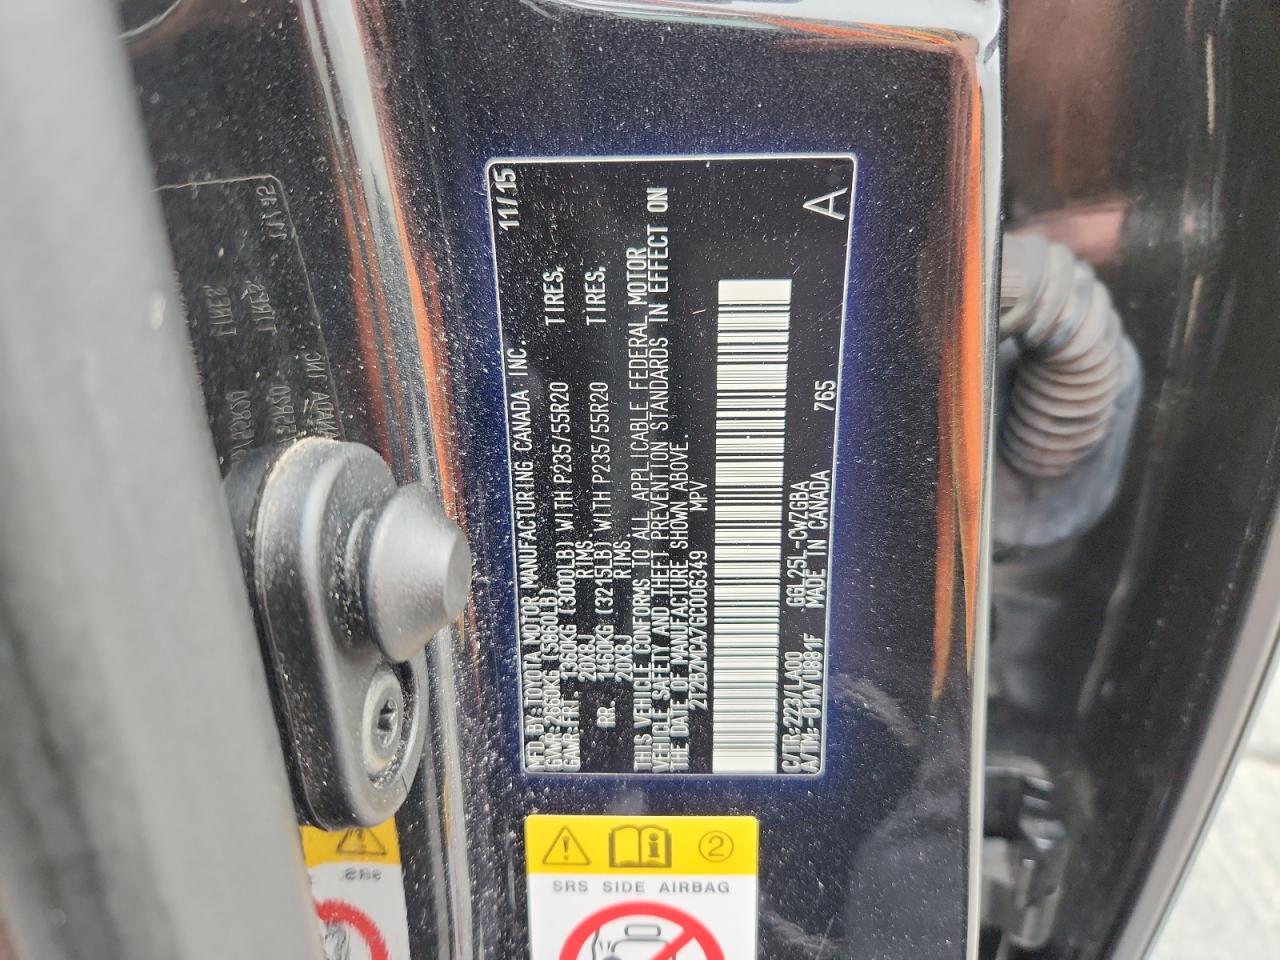 11/15
MFD. BY: TOYOTA MOTOR MANUFACTURING CANADA INC.
GVWR: 2660KG (5860LB)
GAWR: FRT. 1360KG (3000LB) WITH P235/55R20 TIRES,
20X8J RIMS
RR. 1460KG (3215LB) WITH P235/55R20 TIRES,
20X8J RIMS
THIS VEHICLE CONFORMS TO ALL APPLICABLE FEDERAL MOTOR
VEHICLE SAFETY AND THEFT PREVENTION STANDARDS IN EFFECT ON
THE DATE OF MANUFACTURE SHOWN ABOVE.
2T2BZMCA7GC006349 MPV
C/TR: 223/LA00 GGL25L-CWZGBA 765
A/TM: -01A/U881F MADE IN CANADA
A
2
SRS SIDE AIRBAG